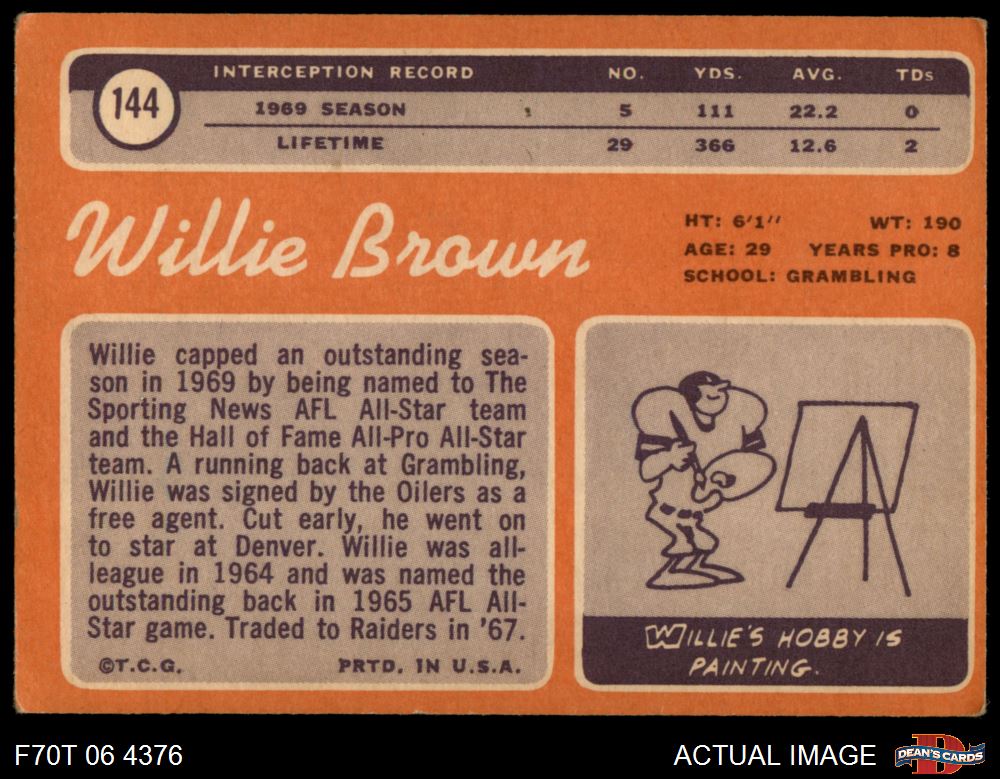 144
INTERCEPTION RECORD NO. YDS. AVG. TDs
1969 SEASON 5 111 22.2 0
LIFETIME 29 366 12.6 2
Willie Brown
HT: 6'1" WT: 190
AGE: 29 YEARS PRO: 8
SCHOOL: GRAMBLING
Willie capped an outstanding sea-
son in 1969 by being named to The
Sporting News AFL All-Star team
and the Hall of Fame All-Pro All-Star
team. A running back at Grambling,
Willie was signed by the Oilers as a
free agent. Cut early, he went on
to star at Denver. Willie was all-
league in 1964 and was named the
outstanding back in 1965 AFL All-
Star game. Traded to Raiders in '67.
©T.C.G. PRTD. IN U.S.A.
WILLIE'S HOBBY IS
PAINTING.
F70T 06 4376 ACTUAL IMAGE
DEAN'S CARDS